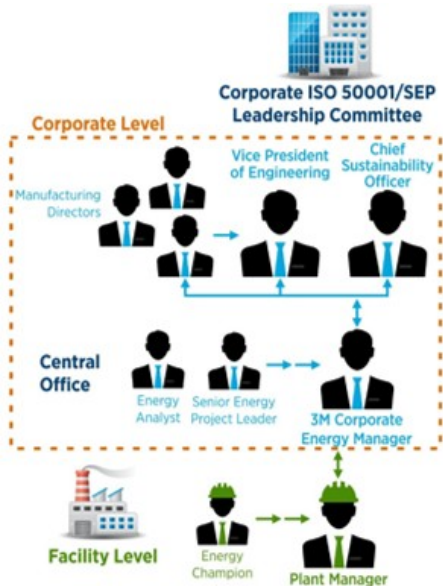 Corporate ISO 50001/SEP
Leadership Committee
Corporate Level
Manufacturing
Directors
Vice President
of Engineering
Chief
Sustainability
Officer
Central
Office
Energy
Analyst
Senior Energy
Project Leader
3M Corporate
Energy Manager
Facility Level
Energy
Champion
Plant Manager